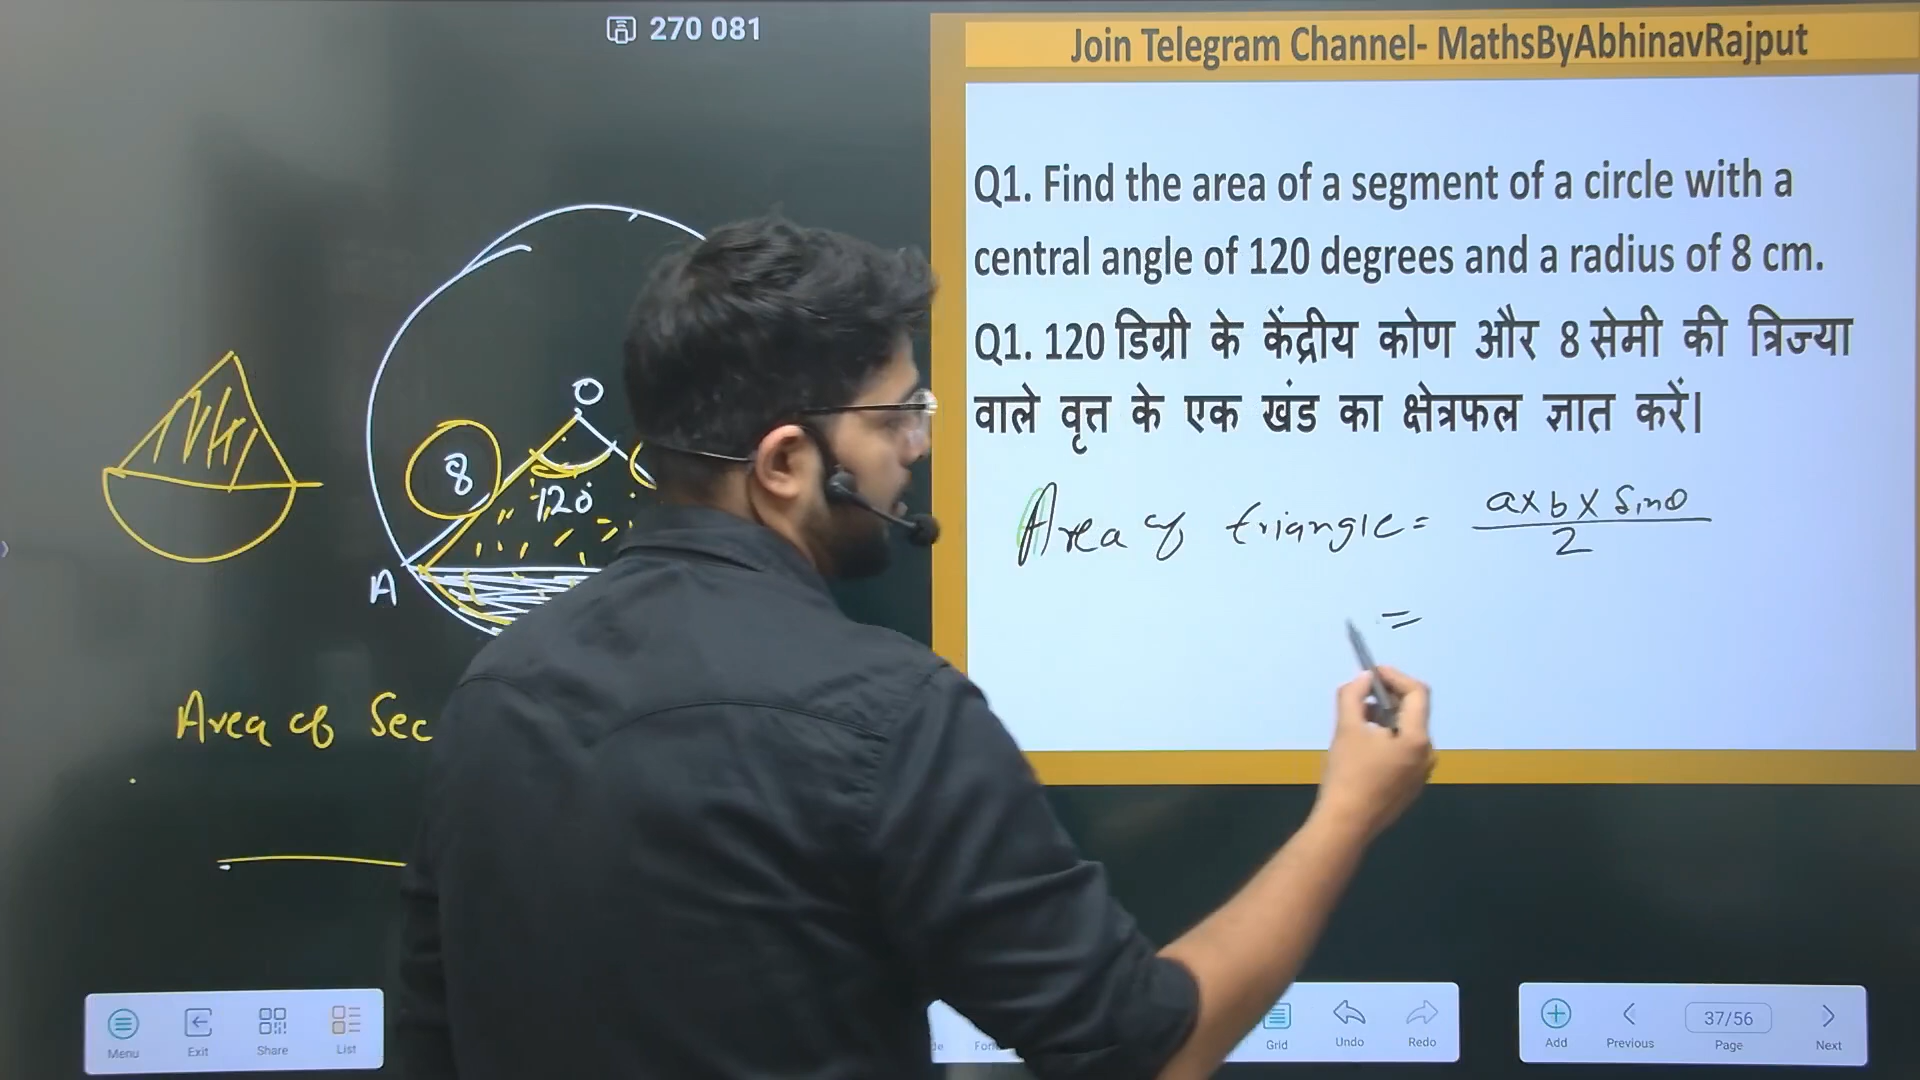 270 081
Join Telegram Channel- MathsByAbhinavRajput
Q1. Find the area of a segment of a circle with a
central angle of 120 degrees and a radius of 8 cm.
Q1. 120 डिग्री के केंद्रीय कोण और 8 सेमी की त्रिज्या
वाले वृत्त के एक खंड का क्षेत्रफल ज्ञात करें।
Area of triangle = a×b× Sinθ
2
=
O
8
120°
A
Area of Sec
Menu
Exit
Share
List
Grid
Undo
Redo
Add
Previous
37/56
Page
Next